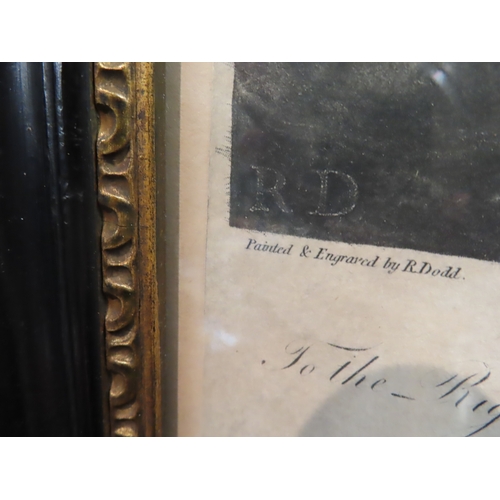 R D
Painted & Engraved by R. Dodd.
To the